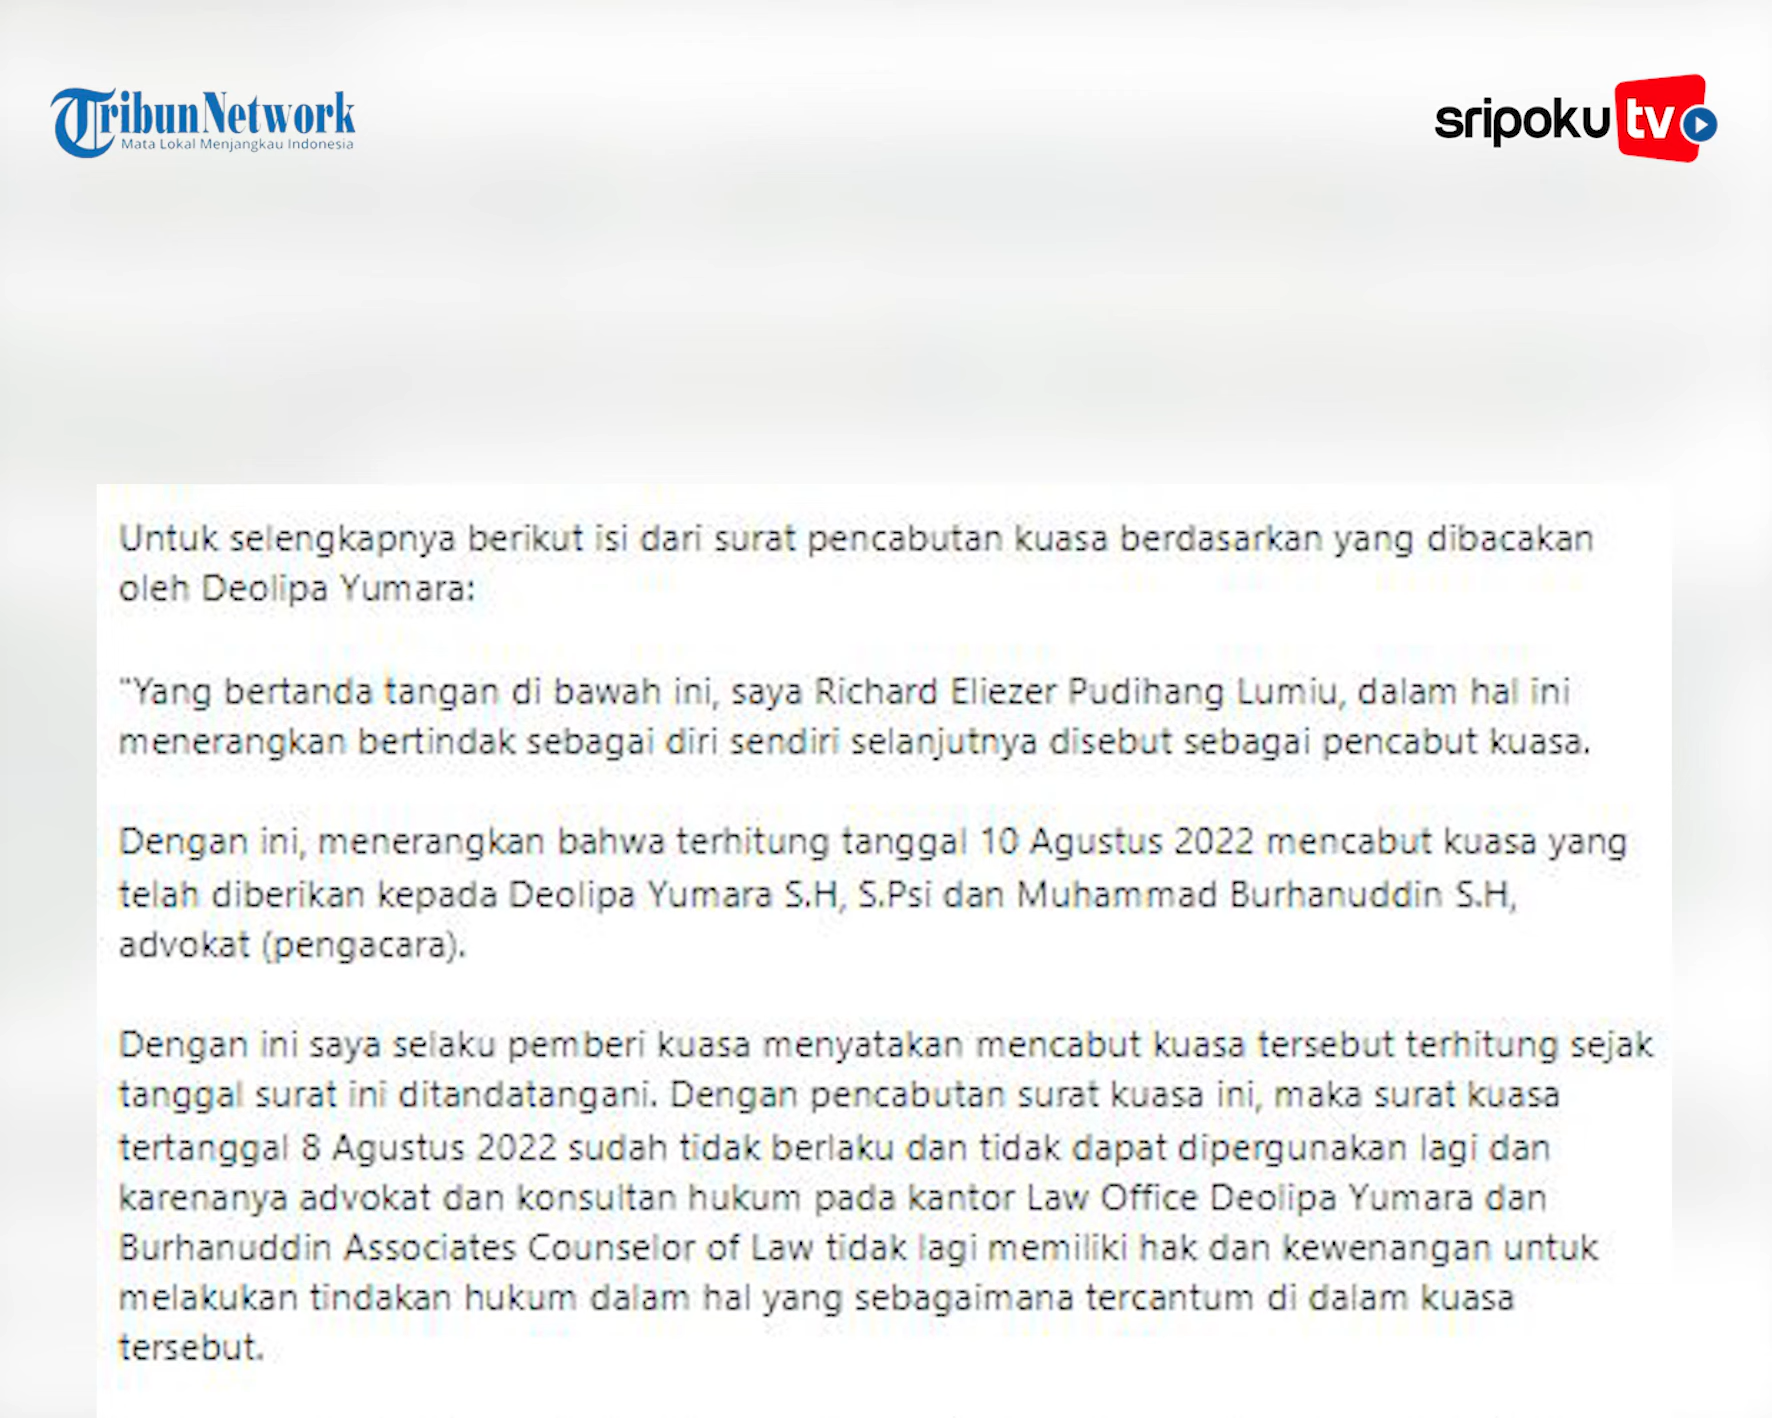 TribunNetwork
Mata Lokal Menjangkau Indonesia
sripoku tv
Untuk selengkapnya berikut isi dari surat pencabutan kuasa berdasarkan yang dibacakan
oleh Deolipa Yumara:
"Yang bertanda tangan di bawah ini, saya Richard Eliezer Pudihang Lumiu, dalam hal ini
menerangkan bertindak sebagai diri sendiri selanjutnya disebut sebagai pencabut kuasa.
Dengan ini, menerangkan bahwa terhitung tanggal 10 Agustus 2022 mencabut kuasa yang
telah diberikan kepada Deolipa Yumara S.H, S.Psi dan Muhammad Burhanuddin S.H,
advokat (pengacara).
Dengan ini saya selaku pemberi kuasa menyatakan mencabut kuasa tersebut terhitung sejak
tanggal surat ini ditandatangani. Dengan pencabutan surat kuasa ini, maka surat kuasa
tertanggal 8 Agustus 2022 sudah tidak berlaku dan tidak dapat dipergunakan lagi dan
karenanya advokat dan konsultan hukum pada kantor Law Office Deolipa Yumara dan
Burhanuddin Associates Counselor of Law tidak lagi memiliki hak dan kewenangan untuk
melakukan tindakan hukum dalam hal yang sebagaimana tercantum di dalam kuasa
tersebut.